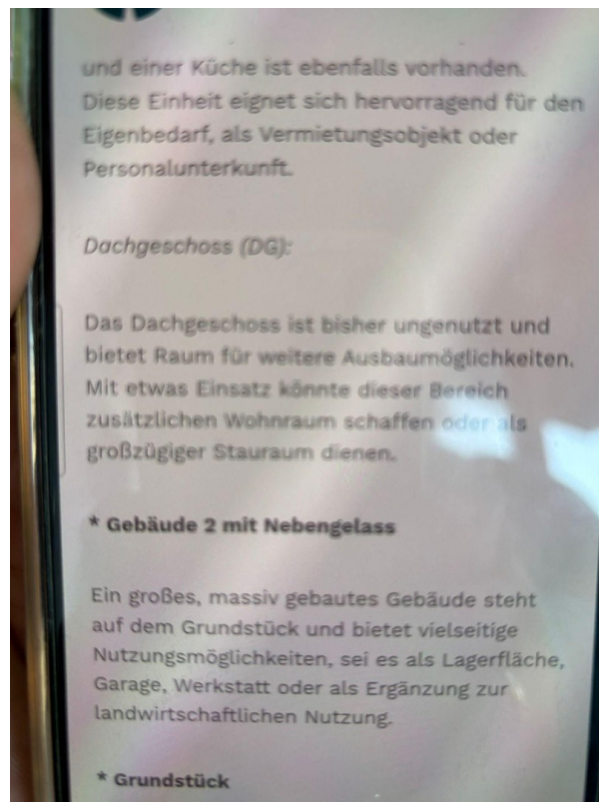 und einer Küche ist ebenfalls vorhanden.
Diese Einheit eignet sich hervorragend für den
Eigenbedarf, als Vermietungsobjekt oder
Personalunterkunft.
Dachgeschoss (DG):
Das Dachgeschoss ist bisher ungenutzt und
bietet Raum für weitere Ausbaumöglichkeiten.
Mit etwas Einsatz könnte dieser Bereich
zusätzlichen Wohnraum schaffen oder als
großzügiger Stauraum dienen.
* Gebäude 2 mit Nebengelass
Ein großes, massiv gebautes Gebäude steht
auf dem Grundstück und bietet vielseitige
Nutzungsmöglichkeiten, sei es als Lagerfläche,
Garage, Werkstatt oder als Ergänzung zur
landwirtschaftlichen Nutzung.
* Grundstück